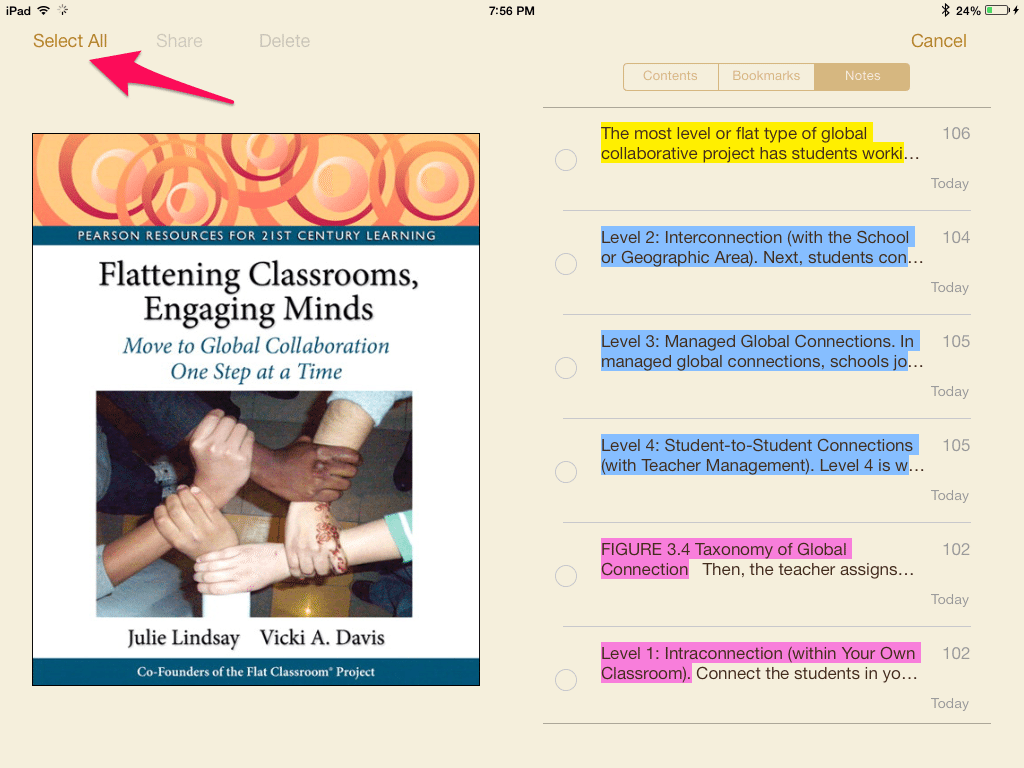 iPad 7:56 PM 24%
Select All Share Delete Cancel
Contents Bookmarks Notes
PEARSON RESOURCES FOR 21ST CENTURY LEARNING
Flattening Classrooms,
Engaging Minds
Move to Global Collaboration
One Step at a Time
Julie Lindsay Vicki A. Davis
Co-Founders of the Flat Classroom® Project
The most level or flat type of global 106
collaborative project has students worki…
Today
Level 2: Interconnection (with the School 104
or Geographic Area). Next, students con…
Today
Level 3: Managed Global Connections. In 105
managed global connections, schools jo…
Today
Level 4: Student-to-Student Connections 105
(with Teacher Management). Level 4 is w…
Today
FIGURE 3.4 Taxonomy of Global 102
Connection Then, the teacher assigns…
Today
Level 1: Intraconnection (within Your Own 102
Classroom). Connect the students in yo…
Today